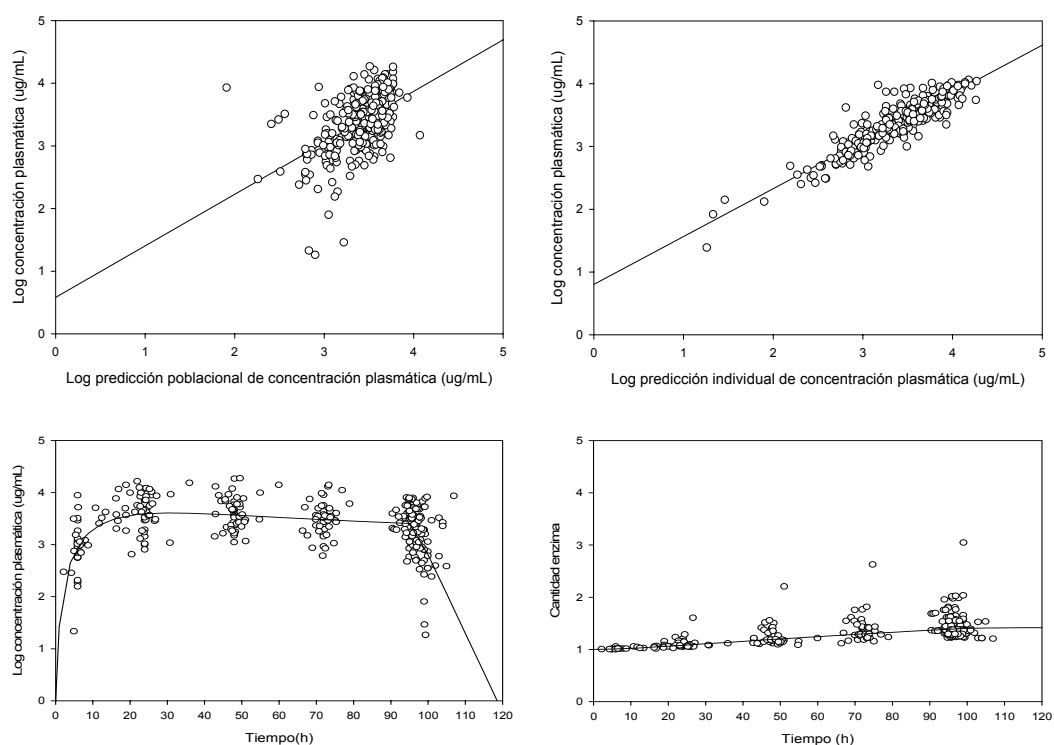 Log concentración plasmática (ug/mL)
5
4
3
2
1
0
0 1 2 3 4 5
Log predicción poblacional de concentración plasmática (ug/mL)
Log concentración plasmática (ug/mL)
5
4
3
2
1
0
0 1 2 3 4 5
Log predicción individual de concentración plasmática (ug/mL)
Log concentración plasmática (ug/mL)
5
4
3
2
1
0
0 10 20 30 40 50 60 70 80 90 100 110 120
Tiempo(h)
Cantidad enzima
5
4
3
2
1
0
0 10 20 30 40 50 60 70 80 90 100 110 120
Tiempo (h)